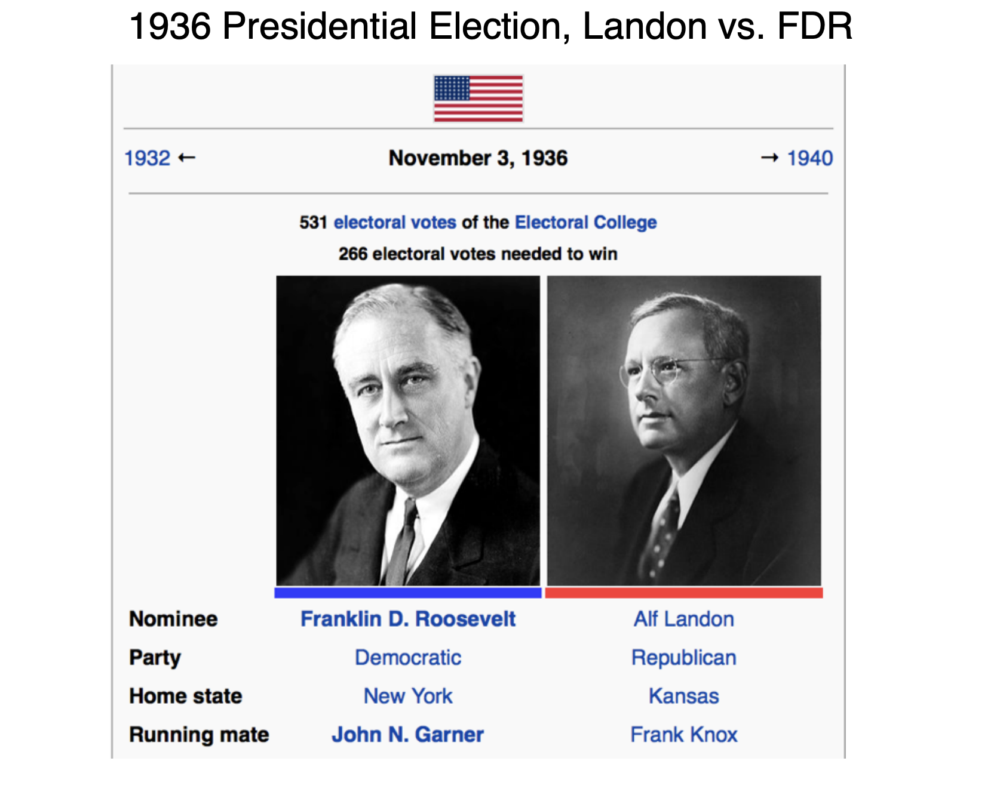 1936 Presidential Election, Landon vs. FDR
1932 ← November 3, 1936 → 1940
531 electoral votes of the Electoral College
266 electoral votes needed to win
Nominee Franklin D. Roosevelt Alf Landon
Party Democratic Republican
Home state New York Kansas
Running mate John N. Garner Frank Knox